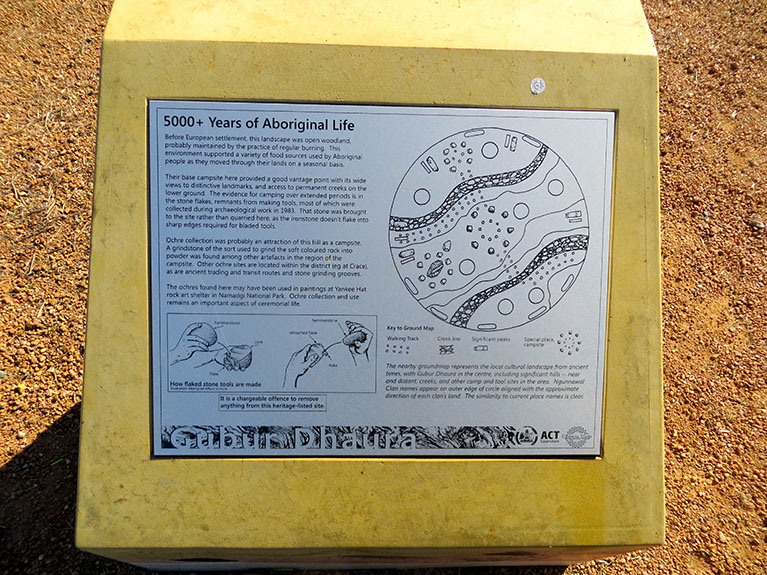 5000+ Years of Aboriginal Life
Before European settlement, this landscape was open woodland,
probably maintained by the practice of regular burning. This
environment supported a variety of food sources used by Aboriginal
people as they moved through their lands on a seasonal basis.
Their base campsite here provided a good vantage point with its wide
views to distinctive landmarks, and access to permanent creeks on the
lower ground. The evidence for camping over extended periods is in
the stone flakes, remnants from making tools, most of which were
collected during archaeological work in 1983. That stone was brought
to the site rather than quarried here, as the ironstone doesn't flake into
sharp edges required for bladed tools.
Ochre collection was probably an attraction of this hill as a campsite.
A grindstone of the sort used to grind the soft coloured rock into
powder was found among other artefacts in the region of the
campsite. Other ochre sites are located within the district (eg at Crace),
as are ancient trading and transit routes and stone grinding grooves.
The ochres found here may have been used in paintings at Yankee Hat
rock art shelter in Namadgi National Park. Ochre collection and use
remains an important aspect of ceremonial life.
hammerstone
core
flake
hammerstone
retouched flake
flake
How flaked stone tools are made
It is a chargeable offence to remove
anything from this heritage-listed site.
Key to Ground Map
Walking Track
Creek line
Significant peaks
Special place,
campsite
The nearby groundmap represents the local cultural landscape from ancient
times, with Gubur Dhaura in the centre, including significant hills -- near
and distant, creeks, and other camp and tool sites in the area. Ngunnawal
Clan names appear on outer edge of circle aligned with the approximate
direction of each clan's land. The similarity to current place names is clear.
Gubur Dhaura
ACT
Government